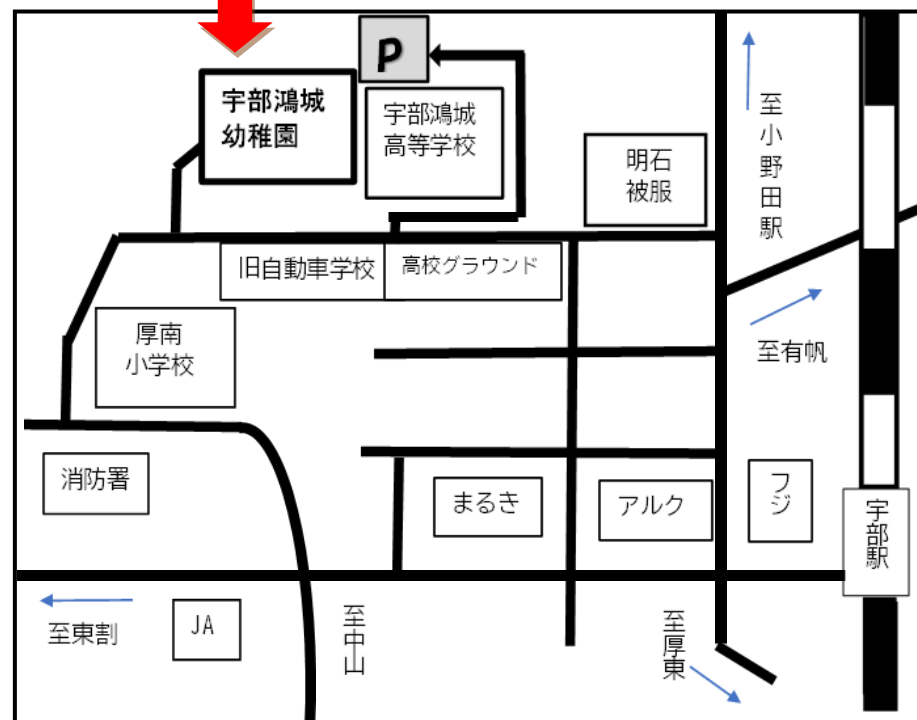 P
宇部鴻城
幼稚園
宇部鴻城
高等学校
明石
被服
至小野田駅
旧自動車学校
高校グラウンド
厚南
小学校
至有帆
消防署
まるき
アルク
フジ
宇部駅
至東割
JA
至中山
至厚東